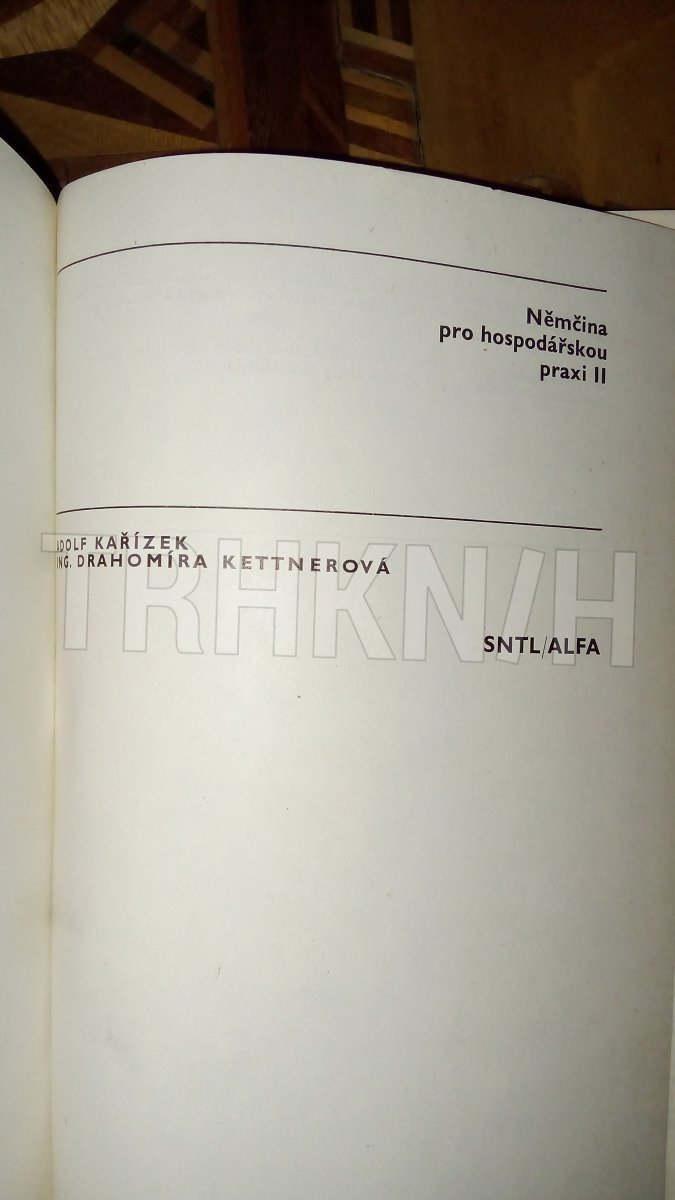 Němčina
pro hospodářskou
praxi II
ADOLF KAŘÍZEK
ING. DRAHOMÍRA KETTNEROVÁ
SNTL/ALFA
TRHKNIH